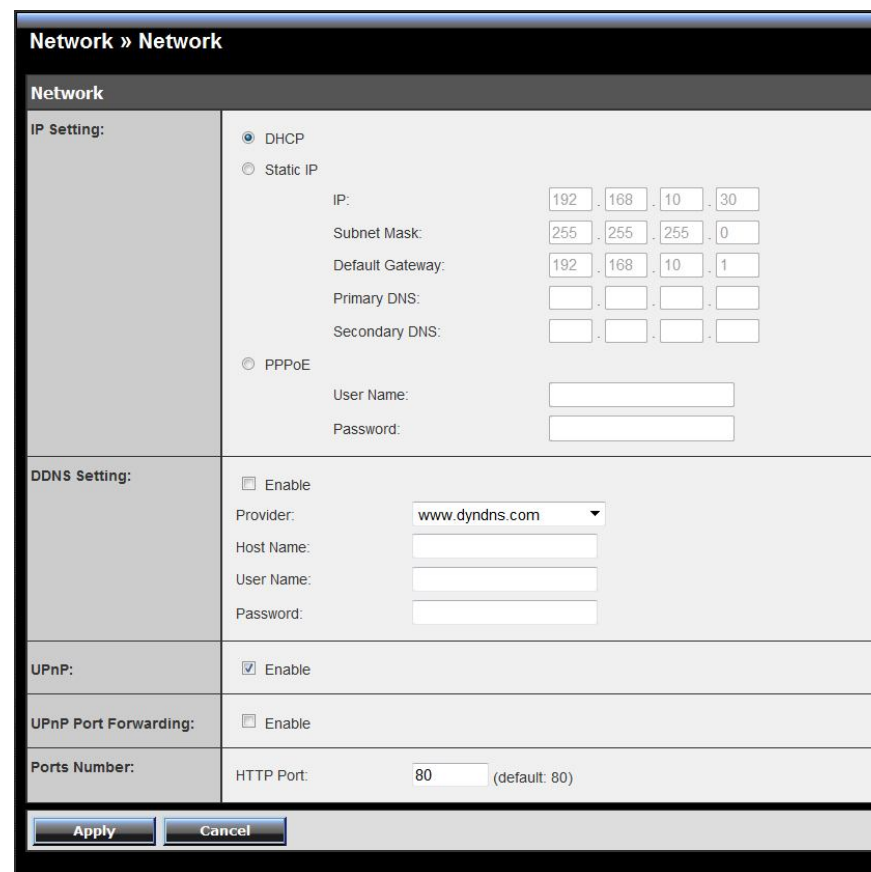 Network » Network
Network
IP Setting:
DHCP
Static IP
IP: 192 . 168 . 10 . 30
Subnet Mask: 255 . 255 . 255 . 0
Default Gateway: 192 . 168 . 10 . 1
Primary DNS: . . .
Secondary DNS: . . .
PPPoE
User Name:
Password:
DDNS Setting:
Enable
Provider: www.dyndns.com
Host Name:
User Name:
Password:
UPnP: Enable
UPnP Port Forwarding: Enable
Ports Number:
HTTP Port: 80 (default: 80)
Apply Cancel